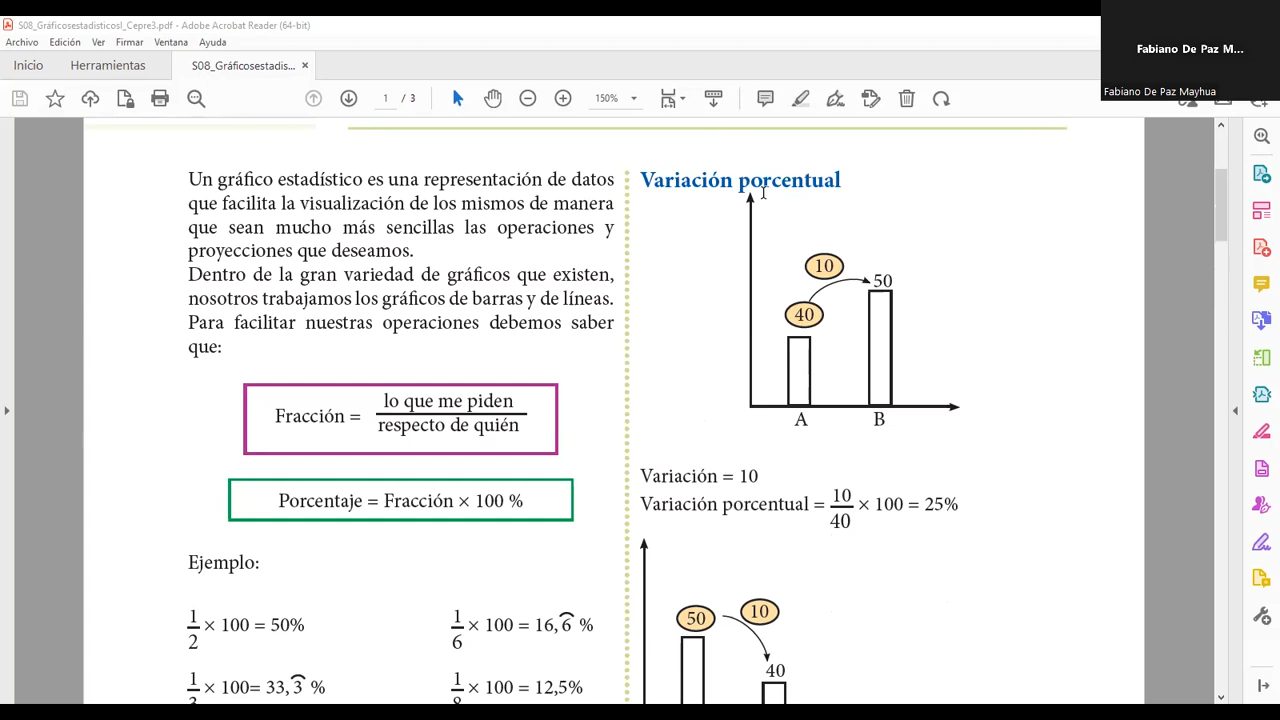 S08_GráficosestadisticosI_Cepre3.pdf - Adobe Acrobat Reader (64-bit)
Archivo Edición Ver Firmar Ventana Ayuda
Inicio Herramientas S08_Gráficosestadis... ×
1 / 3 150%
Fabiano De Paz M...
Fabiano De Paz Mayhua
Un gráfico estadístico es una representación de datos
que facilita la visualización de los mismos de manera
que sean mucho más sencillas las operaciones y
proyecciones que deseamos.
Dentro de la gran variedad de gráficos que existen,
nosotros trabajamos los gráficos de barras y de líneas.
Para facilitar nuestras operaciones debemos saber
que:
Fracción = lo que me piden
respecto de quién
Porcentaje = Fracción × 100 %
Ejemplo:
1/2 × 100 = 50% 1/6 × 100 = 16,6 %
1/3 × 100= 33,3 % 1/8 × 100 = 12,5%
Variación porcentual
10
50
40
A B
Variación = 10
Variación porcentual = 10/40 × 100 = 25%
50 10
40